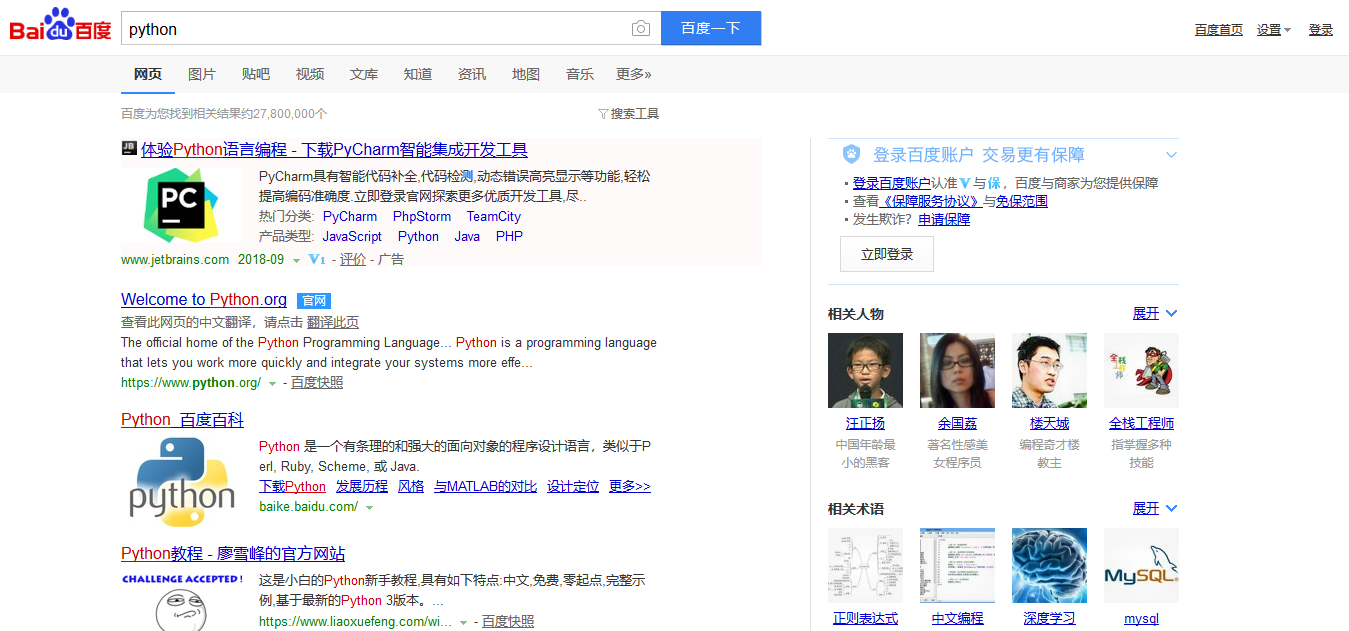 Bai du 百度
python
百度一下
百度首页 设置 登录
网页 图片 贴吧 视频 文库 知道 资讯 地图 音乐 更多»
百度为您找到相关结果约27,800,000个
搜索工具
JB 体验Python语言编程 - 下载PyCharm智能集成开发工具
PC
PyCharm具有智能代码补全,代码检测,动态错误高亮显示等功能,轻松
提高编码准确度.立即登录官网探索更多优质开发工具,尽..
热门分类: PyCharm PhpStorm TeamCity
产品类型: JavaScript Python Java PHP
www.jetbrains.com 2018-09 V1 - 评价 - 广告
Welcome to Python.org 官网
查看此网页的中文翻译，请点击 翻译此页
The official home of the Python Programming Language... Python is a programming language
that lets you work more quickly and integrate your systems more effe...
https://www.python.org/ - 百度快照
Python_百度百科
python
Python 是一个有条理的和强大的面向对象的程序设计语言，类似于P
erl, Ruby, Scheme, 或 Java.
下载Python 发展历程 风格 与MATLAB的对比 设计定位 更多>>
baike.baidu.com/
Python教程 - 廖雪峰的官方网站
CHALLENGE ACCEPTED!
这是小白的Python新手教程,具有如下特点:中文,免费,零起点,完整示
例,基于最新的Python 3版本。...
https://www.liaoxuefeng.com/wi... - 百度快照
登录百度账户 交易更有保障
▪ 登录百度账户认准V与保，百度与商家为您提供保障
▪ 查看《保障服务协议》与免保范围
▪ 发生欺诈？申请保障
立即登录
相关人物 展开
全栈工程师
汪正扬 余国荔 楼天城 全栈工程师
中国年龄最 著名性感美 编程奇才楼 指掌握多种
小的黑客 女程序员 教主 技能
相关术语 展开
MySQL
正则表达式 中文编程 深度学习 mysql